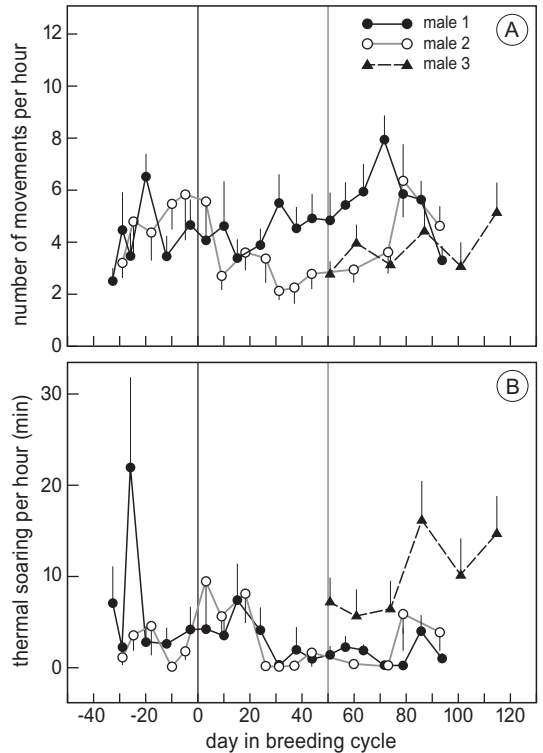 male 1
male 2
male 3
A
12
10
8
6
4
2
0
number of movements per hour
B
30
20
10
0
thermal soaring per hour (min)
-40 -20 0 20 40 60 80 100 120
day in breeding cycle